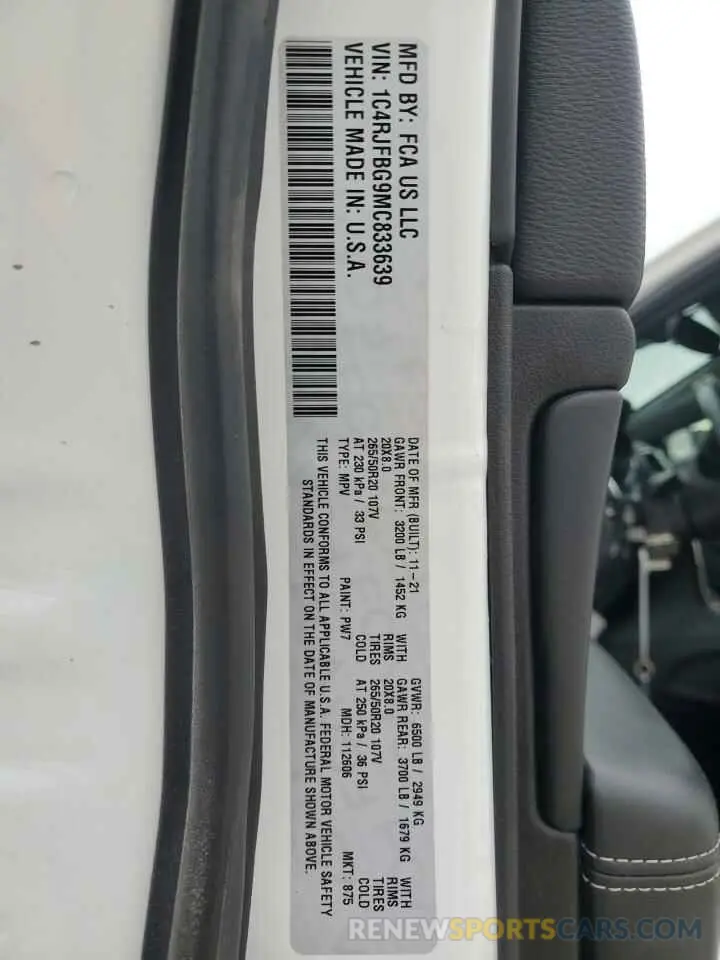 MFD BY: FCA US LLC
VIN: 1C4RJFBG9MC833639
VEHICLE MADE IN: U.S.A.
DATE OF MFR (BUILT): 11-21 GVWR: 6500 LB / 2949 KG
GAWR FRONT: 3200 LB / 1452 KG WITH GAWR REAR: 3700 LB / 1679 KG WITH
20X8.0 RIMS 20X8.0 RIMS
265/50R20 107V TIRES 265/50R20 107V TIRES
AT 230 kPa / 33 PSI COLD AT 250 kPa / 36 PSI COLD
TYPE: MPV PAINT: PW7 MDH: 112606 MKT: 875
THIS VEHICLE CONFORMS TO ALL APPLICABLE U.S.A. FEDERAL MOTOR VEHICLE SAFETY
STANDARDS IN EFFECT ON THE DATE OF MANUFACTURE SHOWN ABOVE.
RENEWSPORTSCARS.COM